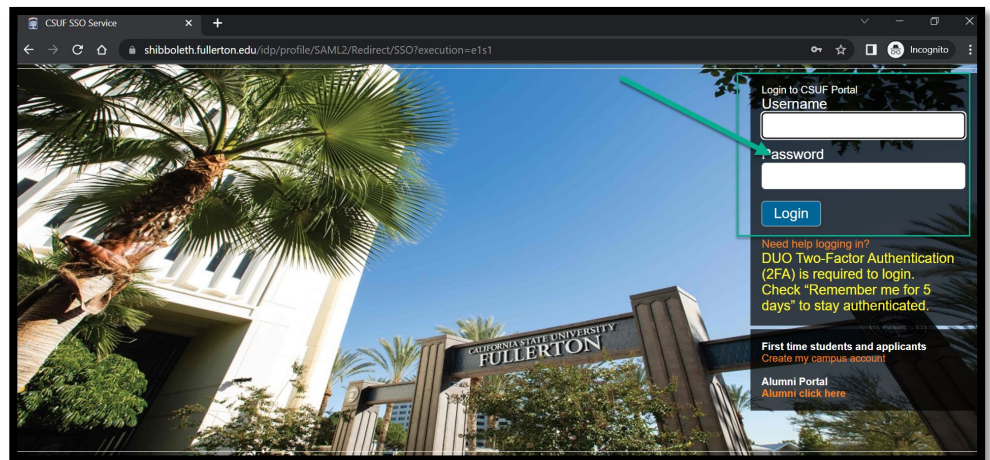 CSUF SSO Service
shibboleth.fullerton.edu/idp/profile/SAML2/Redirect/SSO?execution=e1s1
Incognito
Login to CSUF Portal
Username
Password
Login
Need help logging in?
DUO Two-Factor Authentication
(2FA) is required to login.
Check “Remember me for 5
days” to stay authenticated.
CALIFORNIA STATE UNIVERSITY
FULLERTON
First time students and applicants
Create my campus account
Alumni Portal
Alumni click here